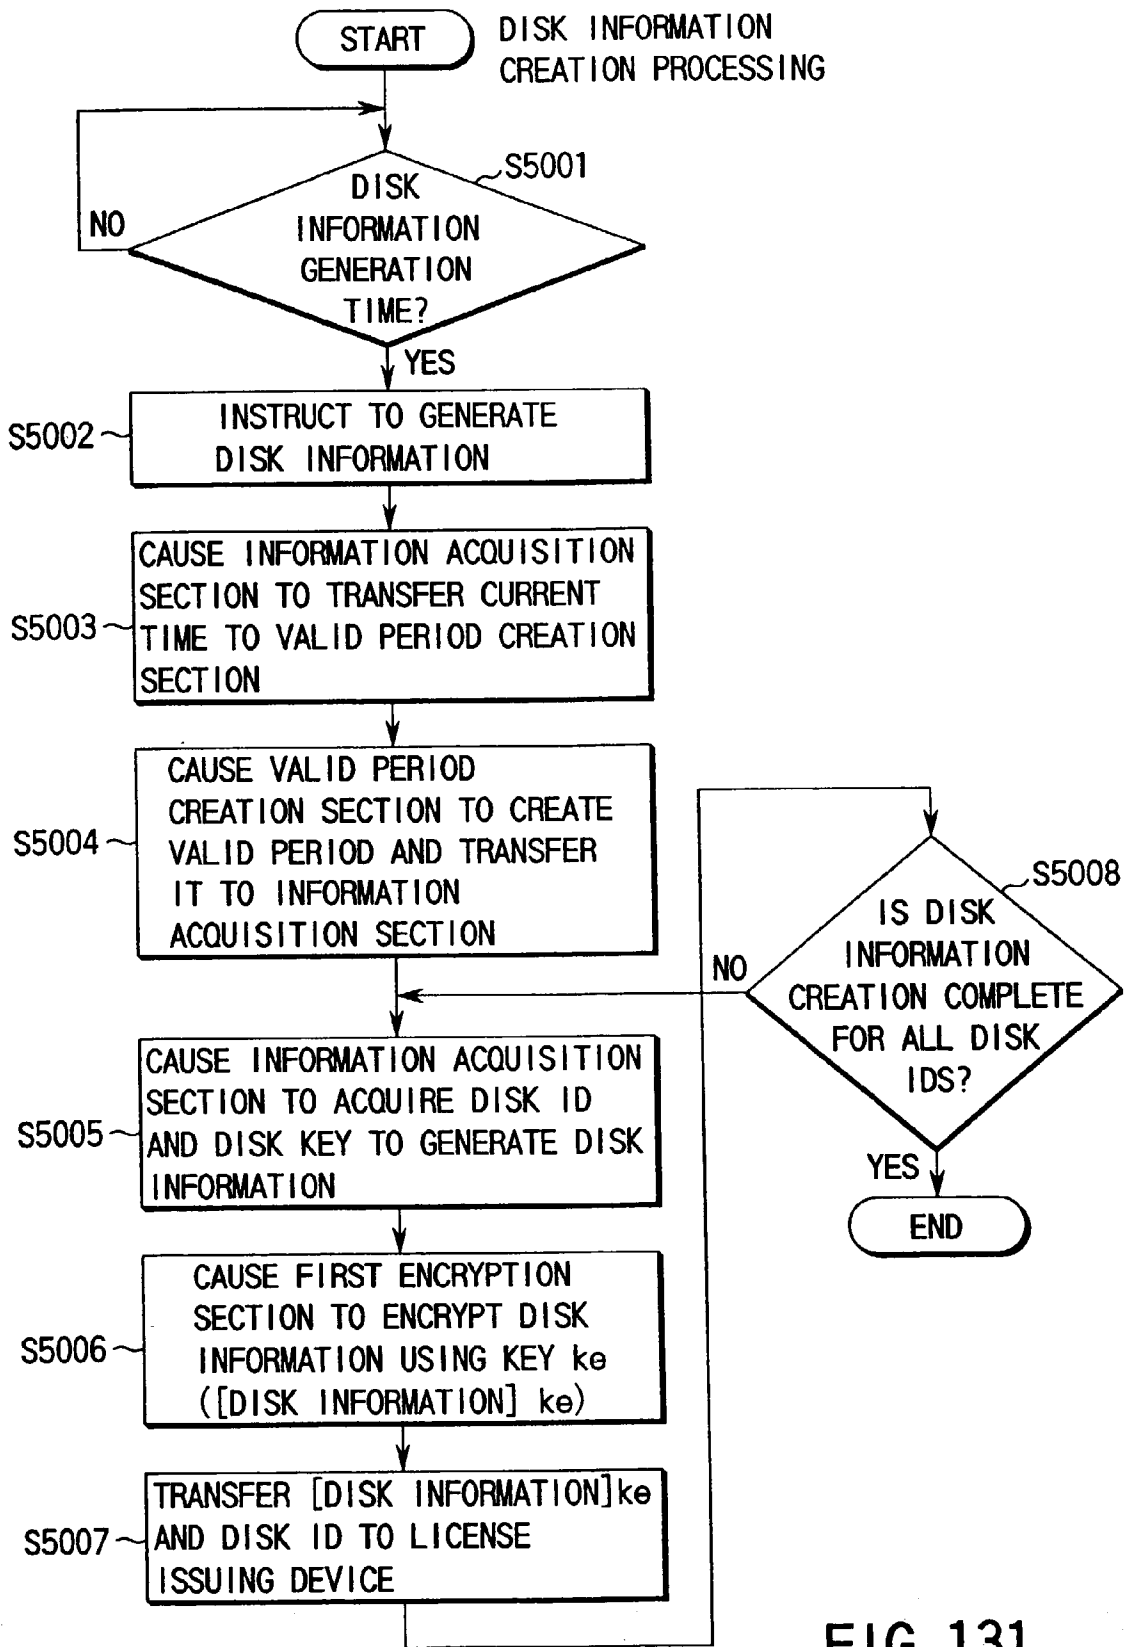 START
DISK INFORMATION
CREATION PROCESSING
S5001
DISK
INFORMATION
GENERATION
TIME?
NO
YES
S5002
INSTRUCT TO GENERATE
DISK INFORMATION
S5003
CAUSE INFORMATION ACQUISITION
SECTION TO TRANSFER CURRENT
TIME TO VALID PERIOD CREATION
SECTION
S5004
CAUSE VALID PERIOD
CREATION SECTION TO CREATE
VALID PERIOD AND TRANSFER
IT TO INFORMATION
ACQUISITION SECTION
S5005
CAUSE INFORMATION ACQUISITION
SECTION TO ACQUIRE DISK ID
AND DISK KEY TO GENERATE DISK
INFORMATION
S5006
CAUSE FIRST ENCRYPTION
SECTION TO ENCRYPT DISK
INFORMATION USING KEY ke
([DISK INFORMATION] ke)
S5007
TRANSFER [DISK INFORMATION]ke
AND DISK ID TO LICENSE
ISSUING DEVICE
S5008
IS DISK
INFORMATION
CREATION COMPLETE
FOR ALL DISK
IDS?
NO
YES
END
FIG. 131